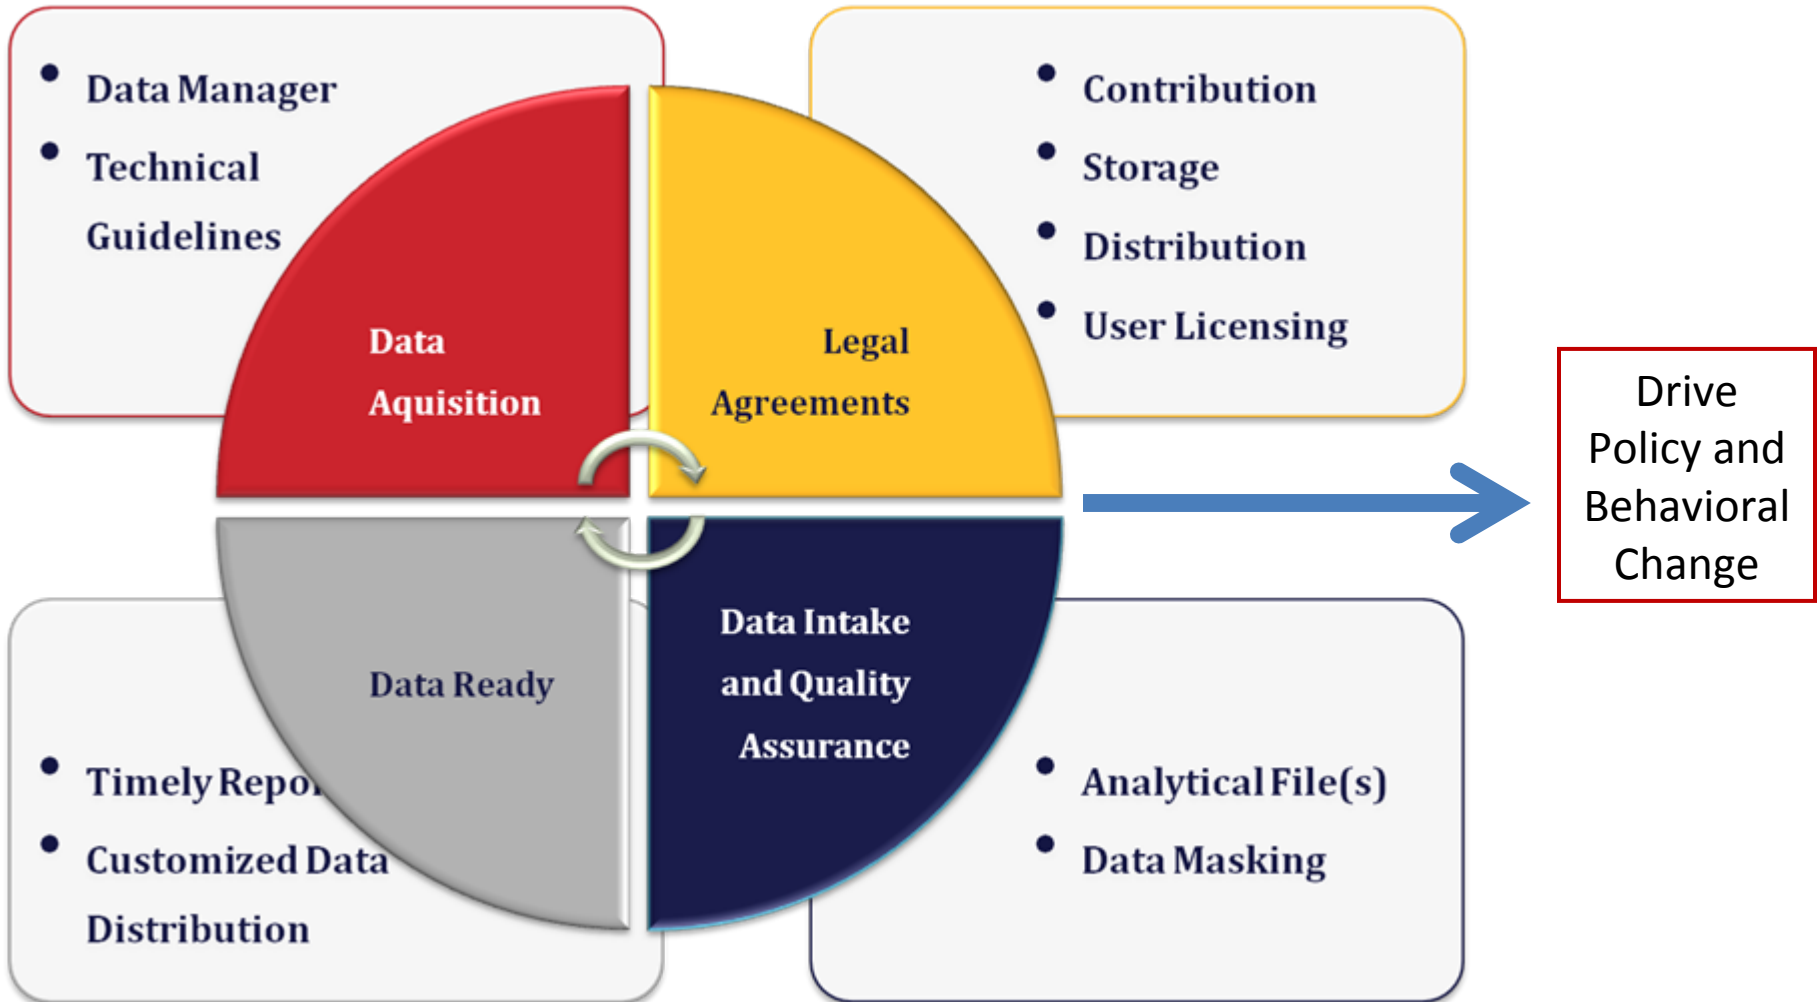 Data Manager
Technical
Guidelines
Data
Aquisition
Contribution
Storage
Distribution
User Licensing
Legal
Agreements
Drive
Policy and
Behavioral
Change
Data Ready
Timely
Customized Data
Distribution
Data Intake
and Quality
Assurance
Analytical File(s)
Data Masking